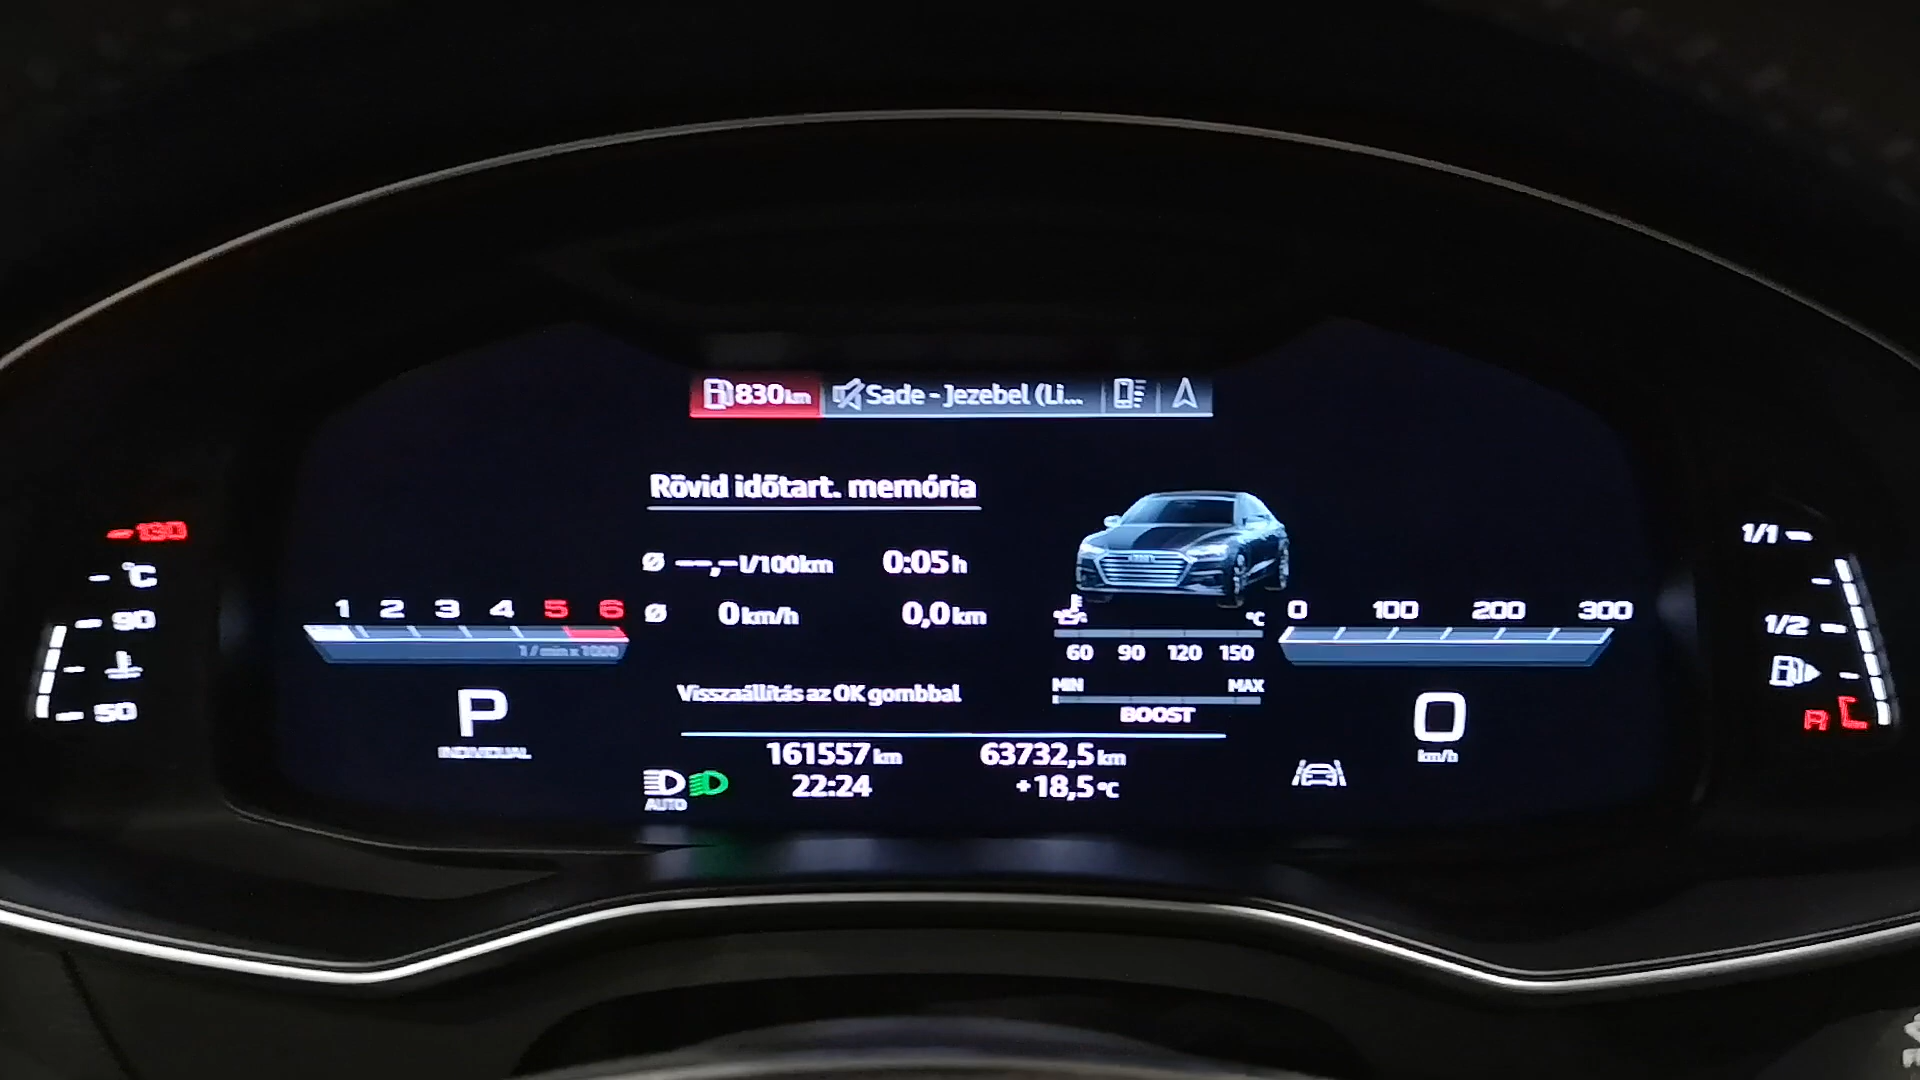 830km
Sade - Jezebel (Li...
Rövid időtart. memória
Ø --,- l/100km 0:05 h
Ø 0 km/h 0,0 km
Visszaállítás az OK gombbal
130
°C
90
50
1 2 3 4 5 6
1 / min x 1000
P
INDIVIDUAL
°C
60 90 120 150
MIN MAX
BOOST
0 100 200 300
0
km/h
1/1
1/2
R
161557 km 63732,5 km
22:24 +18,5 °C
AUTO